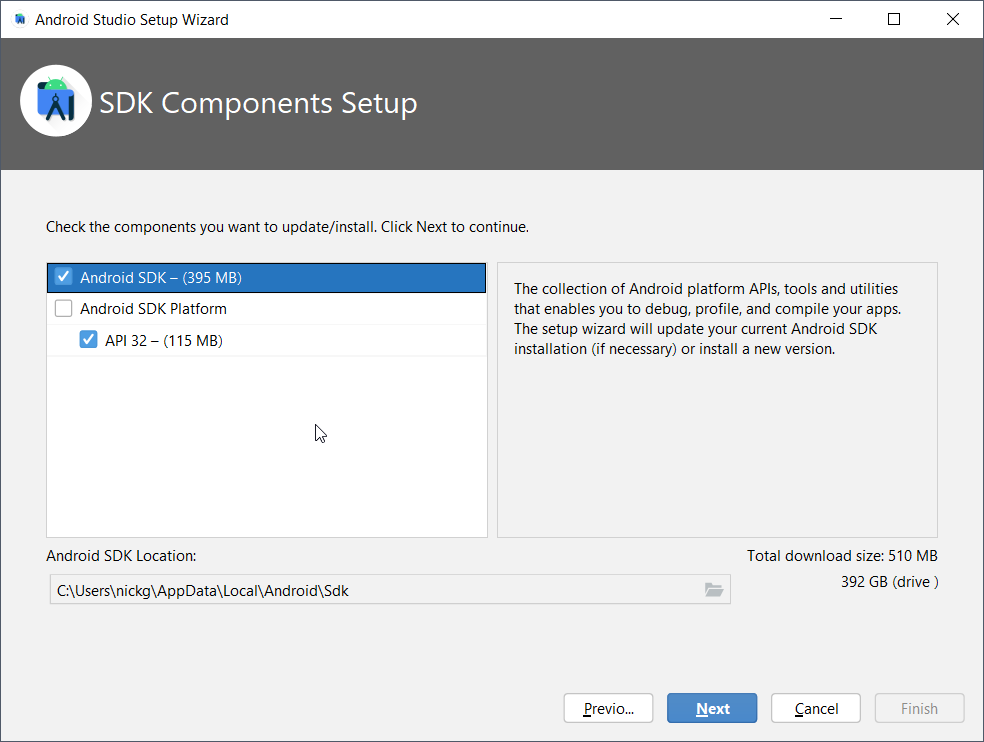 Android Studio Setup Wizard
SDK Components Setup
Check the components you want to update/install. Click Next to continue.
Android SDK – (395 MB)
Android SDK Platform
API 32 – (115 MB)
The collection of Android platform APIs, tools and utilities
that enables you to debug, profile, and compile your apps.
The setup wizard will update your current Android SDK
installation (if necessary) or install a new version.
Android SDK Location:
Total download size: 510 MB
392 GB (drive )
C:\Users\nickg\AppData\Local\Android\Sdk
Previo...
Next
Cancel
Finish